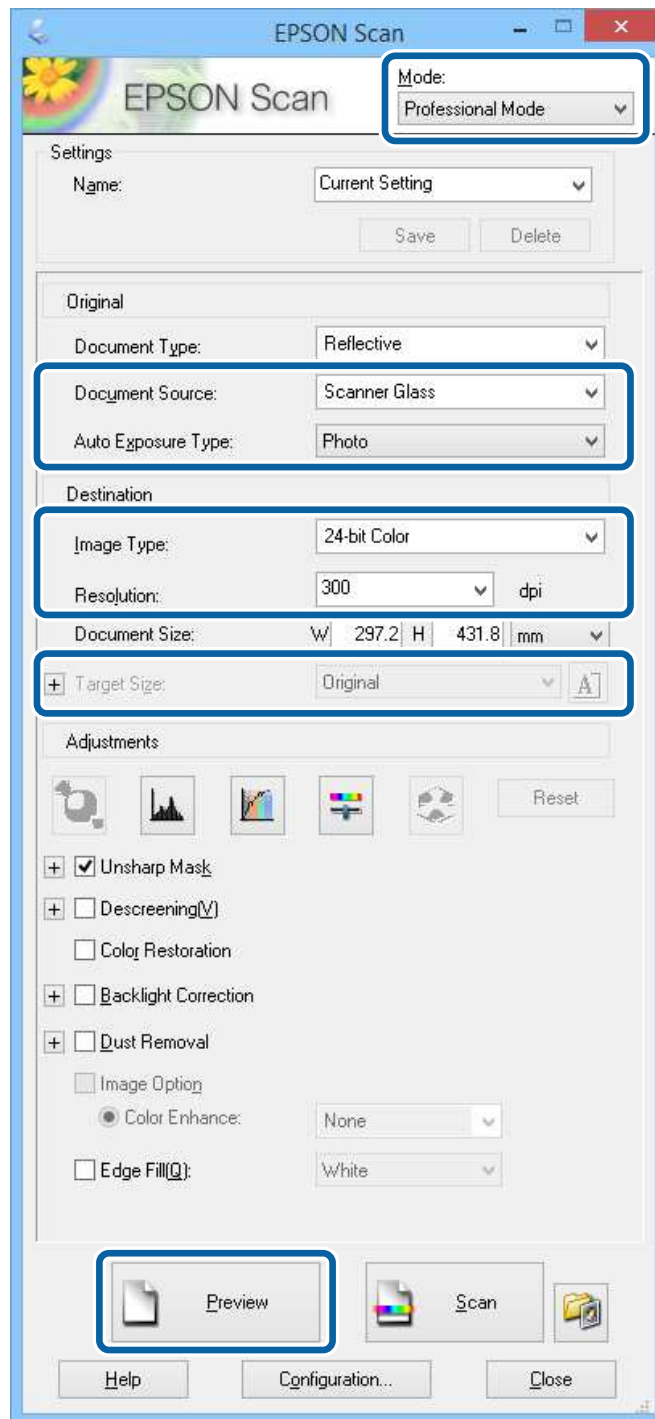 EPSON Scan
EPSON Scan
Mode:
Professional Mode
Settings
Name: Current Setting
Save Delete
Original
Document Type: Reflective
Document Source: Scanner Glass
Auto Exposure Type: Photo
Destination
Image Type: 24-bit Color
Resolution: 300 dpi
Document Size: W 297.2 H 431.8 mm
+ Target Size: Original A
Adjustments
Reset
+ Unsharp Mask
+ Descreening(V)
Color Restoration
+ Backlight Correction
+ Dust Removal
Image Option
Color Enhance: None
Edge Fill(Q): White
Preview Scan
Help Configuration... Close